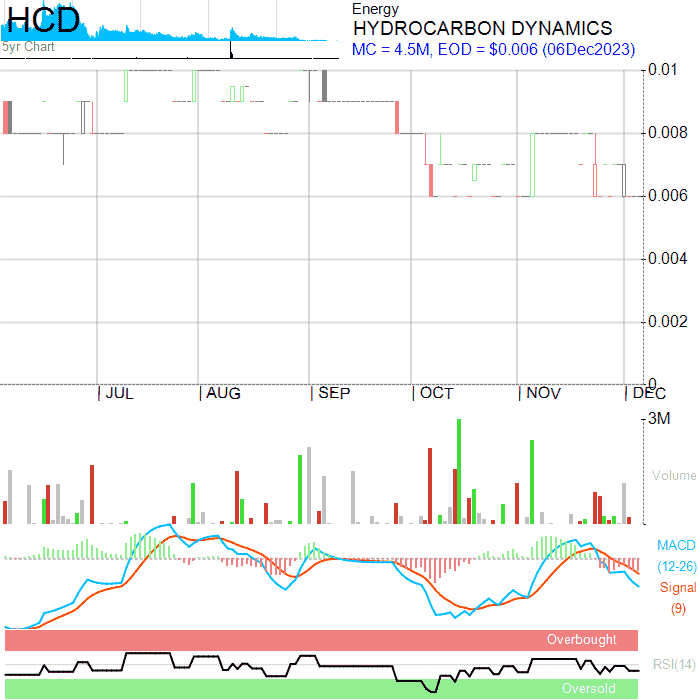 HCD
5yr Chart
Energy
HYDROCARBON DYNAMICS
MC = 4.5M, EOD = $0.006 (06Dec2023)
0.01
0.008
0.006
0.004
0.002
0
JUL AUG SEP OCT NOV DEC
3M
Volume
MACD
(12-26)
Signal
(9)
Overbought
RSI(14)
Oversold